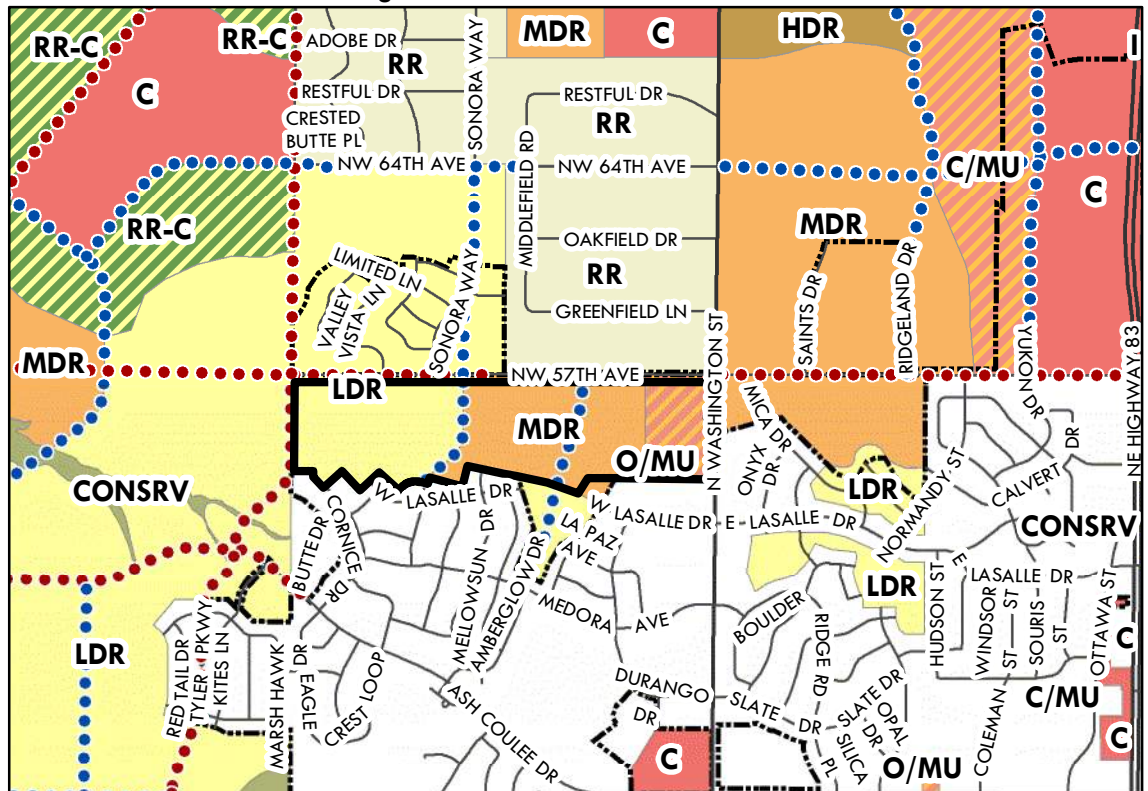 RR-C
RR-C
C
ADOBE DR
RR
RESTFUL DR
CRESTED
BUTTE PL
SONORA WAY
MDR
C
HDR
I
RESTFUL DR
RR
NW 64TH AVE
MIDDLEFIELD RD
NW 64TH AVE
C/MU
C
RR-C
OAKFIELD DR
RR
MDR
LIMITED LN
VALLEY
VISTA LN
SONORA WAY
GREENFIELD LN
N WASHINGTON ST
SAINTS DR
RIDGELAND DR
YUKON DR
NE HIGHWAY 83
MDR
LDR
NW 57TH AVE
MDR
O/MU
MICA DR
ONYX
DR
LDR
NORMANDY ST
CALVERT
DR
CONSRV
CONSRV
BUTTE DR
CORNICE
DR
W LASALLE DR
MELLOWSUN DR
AMBERGLOW DR
LA PAZ
AVE
W LASALLE DR
E LASALLE DR
E LASALLE DR
LDR
BOULDER
RIDGE RD
MEDORA AVE
HUDSON ST
WINDSOR
ST
SOURIS
ST
OTTAWA ST
C
LDR
RED TAIL DR
TYLER PKWY
KITES LN
MARSH HAWK
DR
EAGLE
CREST LOOP
ASH COULEE DR
DURANGO
DR
C
SLATE DR
SLATE DR
OPAL
DR
SILICA
PL
O/MU
COLEMAN ST
C/MU
C